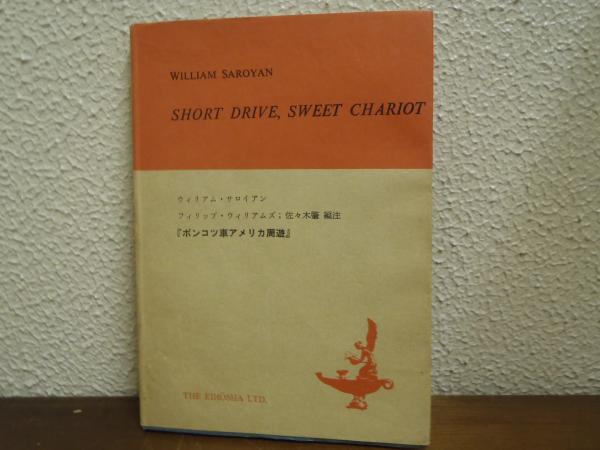 WILLIAM SAROYAN
SHORT DRIVE, SWEET CHARIOT
ウィリアム・サロイアン
フィリップ・ウィリアムズ；佐々木肇 編注
『ポンコツ車アメリカ周遊』
THE EIHŌSHA LTD.